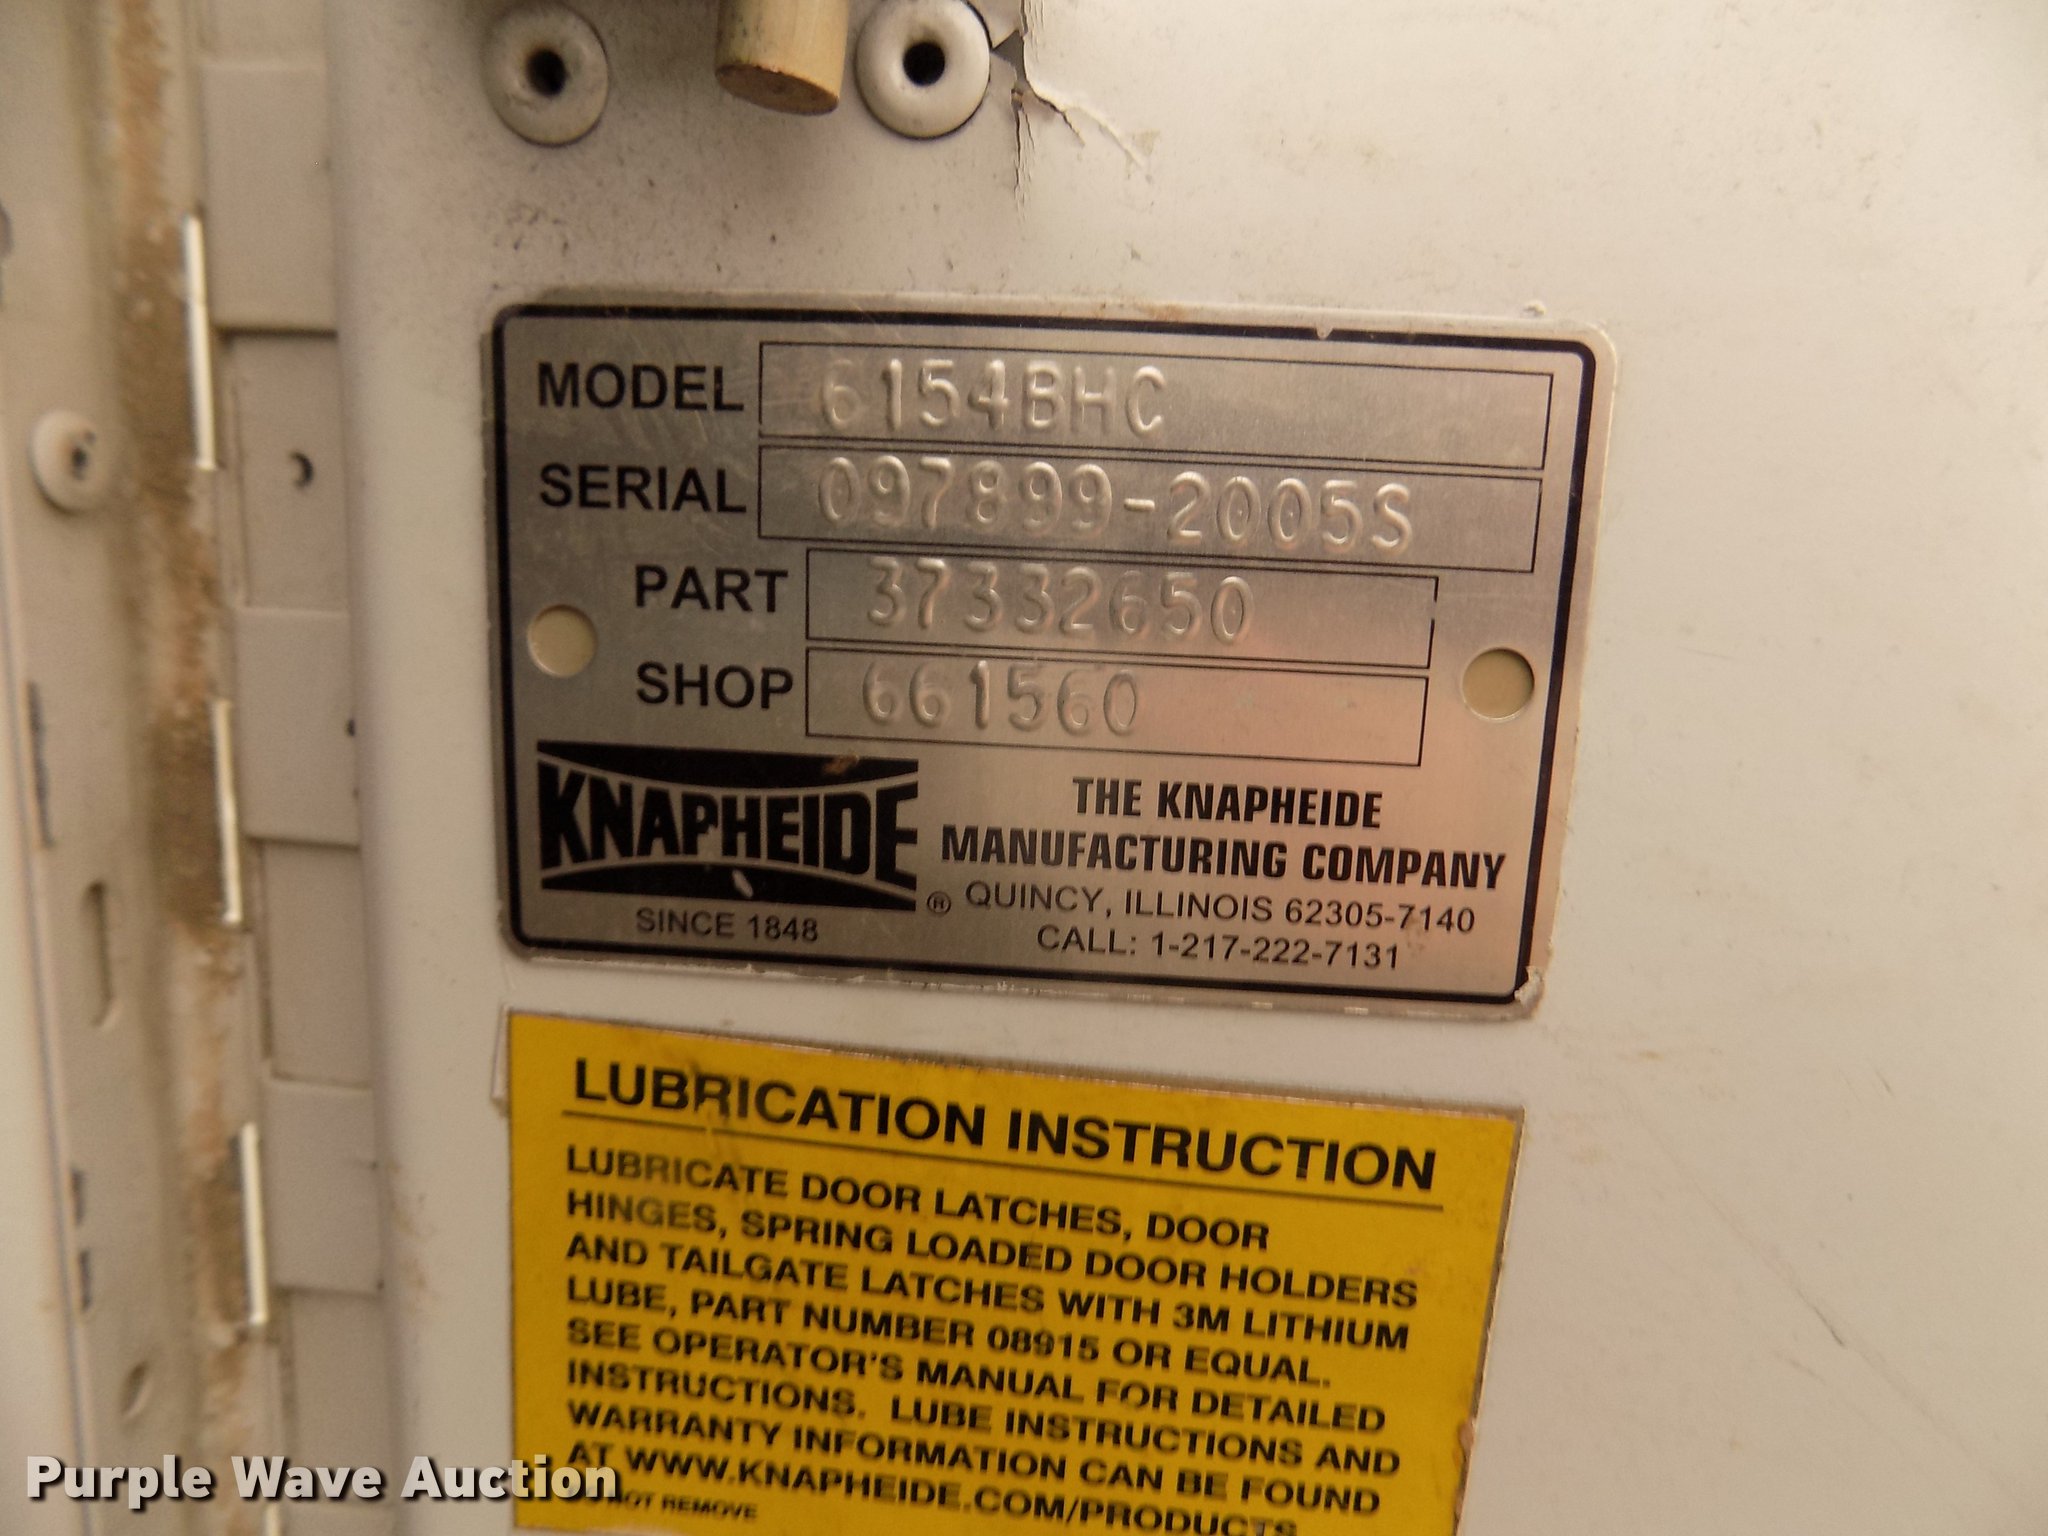 MODEL 6154BHC
SERIAL 097899-2005S
PART 37332650
SHOP 661560
KNAPHEIDE ®
SINCE 1848
THE KNAPHEIDE
MANUFACTURING COMPANY
QUINCY, ILLINOIS 62305-7140
CALL: 1-217-222-7131
LUBRICATION INSTRUCTION
LUBRICATE DOOR LATCHES, DOOR
HINGES, SPRING LOADED DOOR HOLDERS
AND TAILGATE LATCHES WITH 3M LITHIUM
LUBE, PART NUMBER 08915 OR EQUAL.
SEE OPERATOR'S MANUAL FOR DETAILED
INSTRUCTIONS. LUBE INSTRUCTIONS AND
WARRANTY INFORMATION CAN BE FOUND
AT WWW.KNAPHEIDE.COM/PRODUCTS
NOT REMOVE
Purple Wave Auction